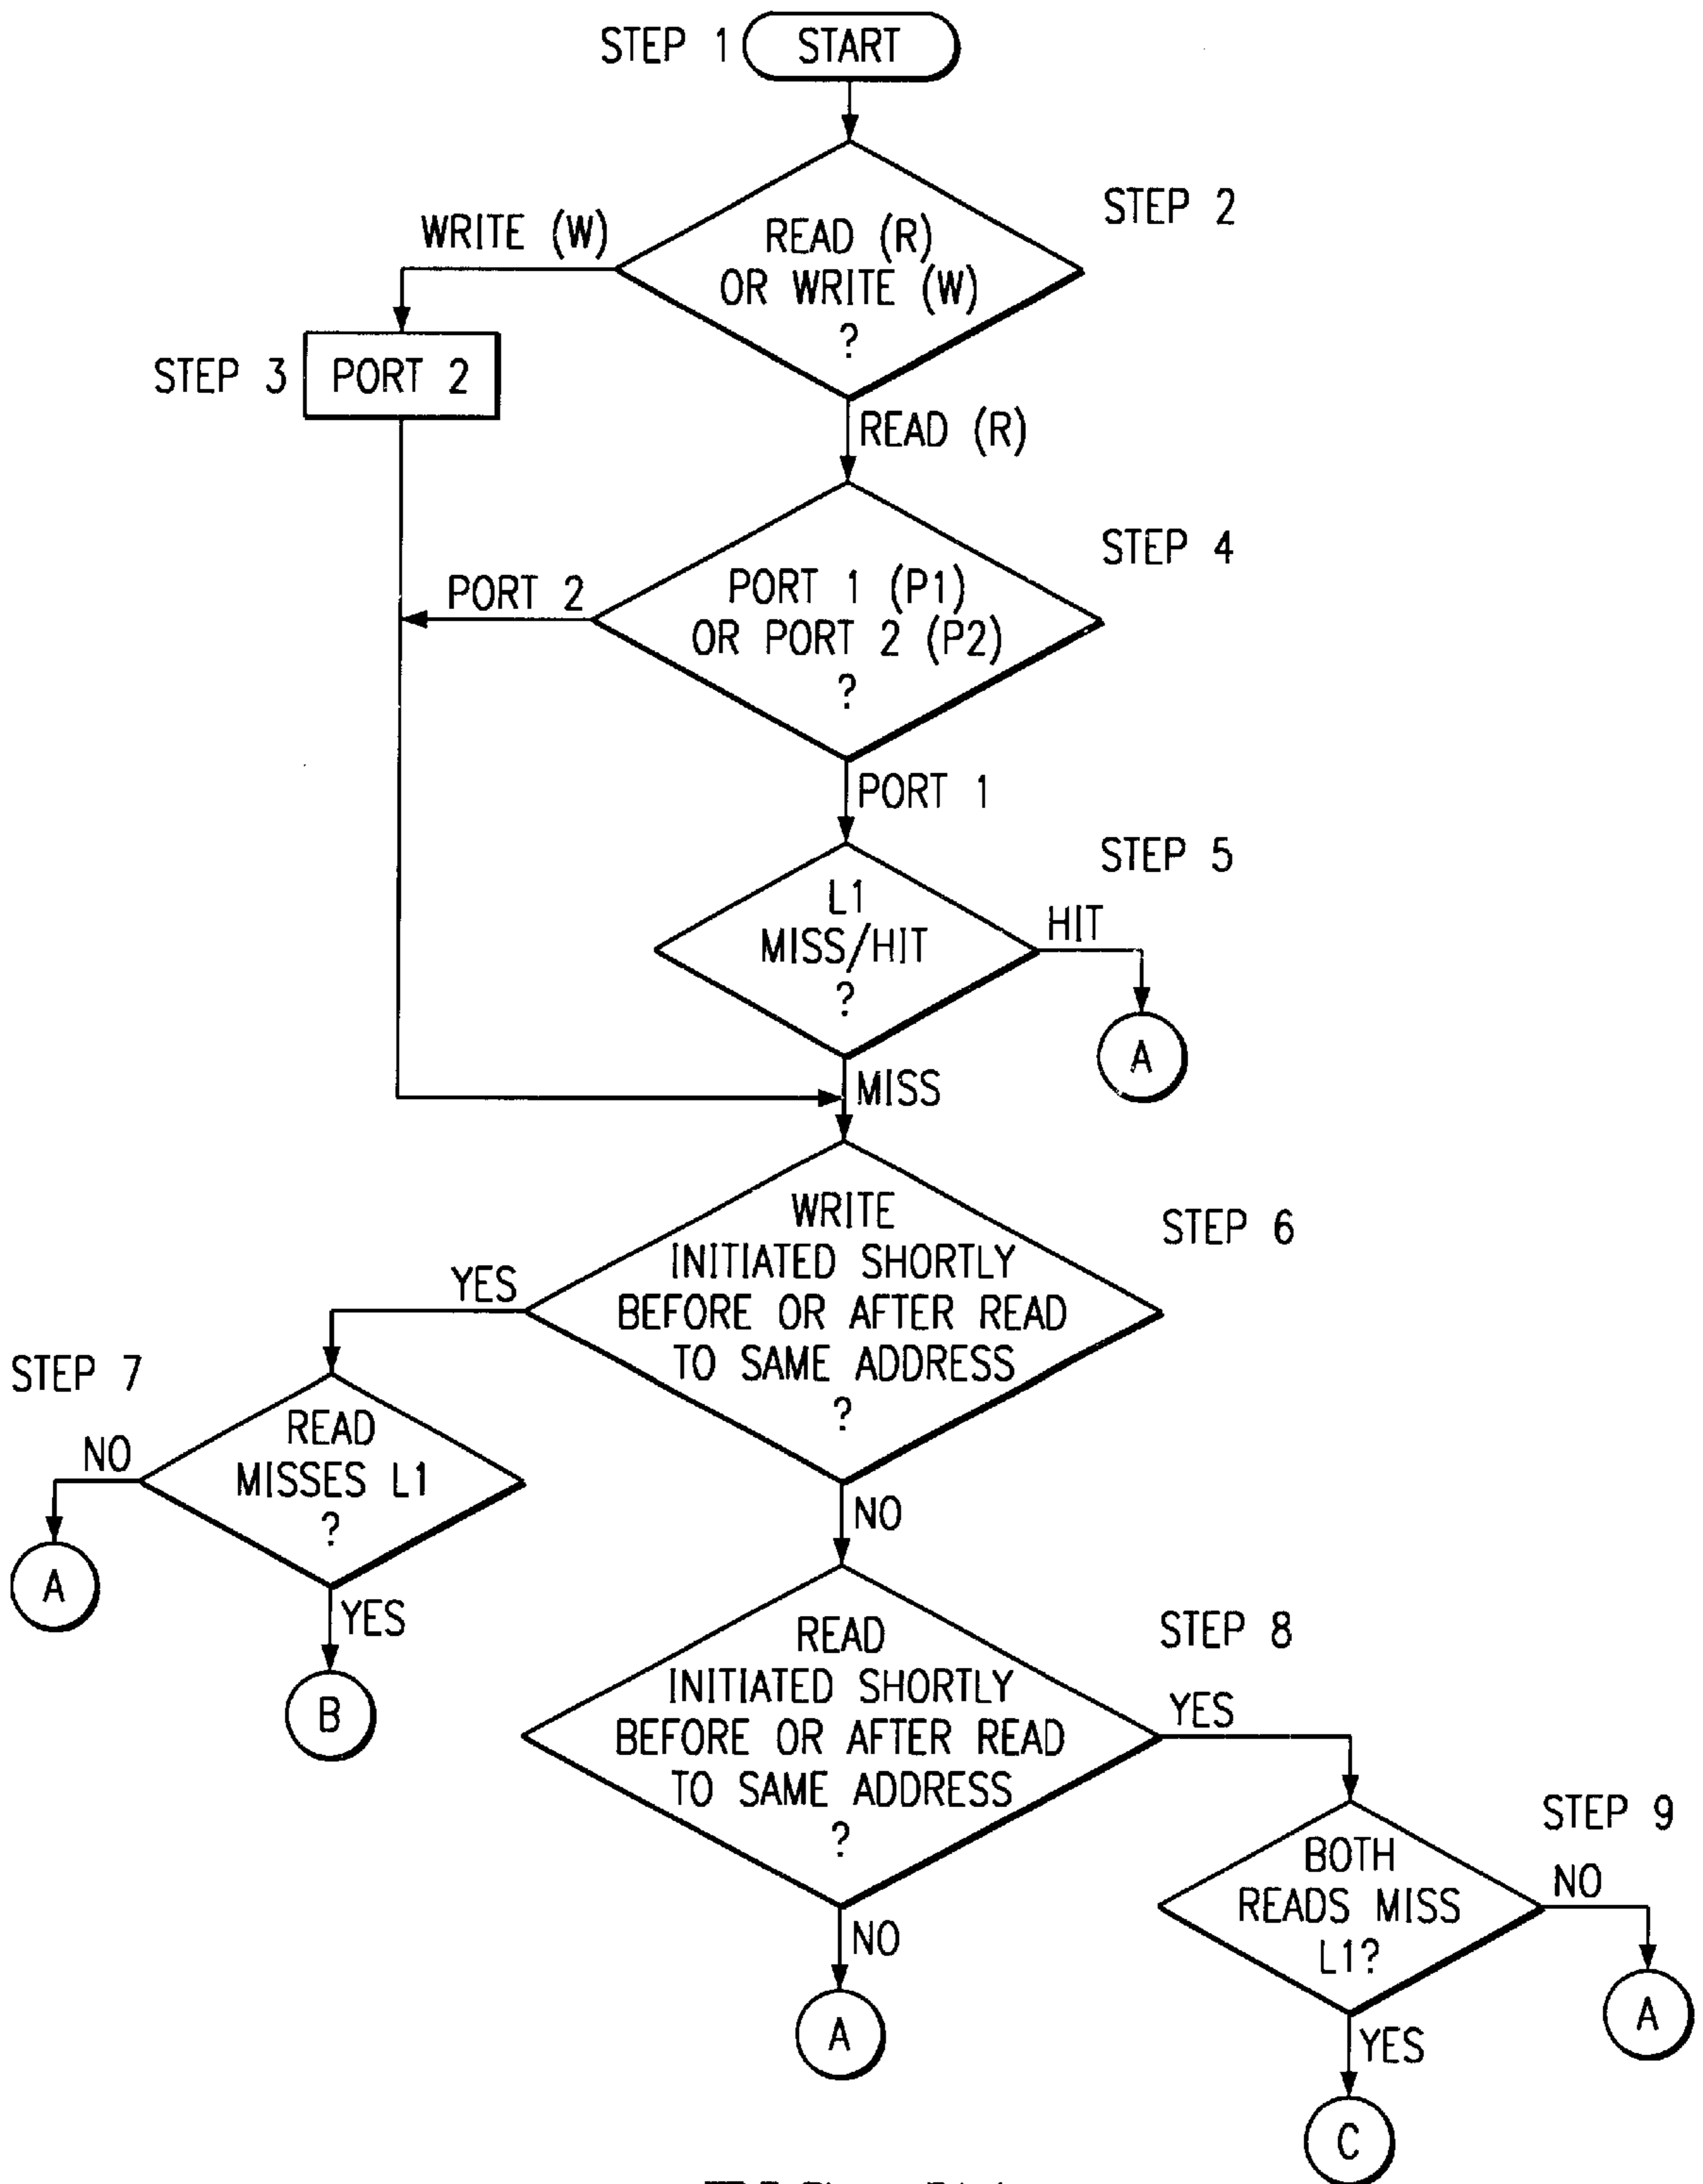 STEP 1
START
STEP 2
WRITE (W)
READ (R)
OR WRITE (W)
?
STEP 3
PORT 2
READ (R)
STEP 4
PORT 2
PORT 1 (P1)
OR PORT 2 (P2)
?
PORT 1
STEP 5
L1
MISS/HIT
?
HIT
A
MISS
STEP 6
WRITE
INITIATED SHORTLY
BEFORE OR AFTER READ
TO SAME ADDRESS
?
YES
STEP 7
READ
MISSES L1
?
NO
A
YES
B
NO
STEP 8
READ
INITIATED SHORTLY
BEFORE OR AFTER READ
TO SAME ADDRESS
?
YES
STEP 9
BOTH
READS MISS
L1?
NO
A
NO
A
YES
C